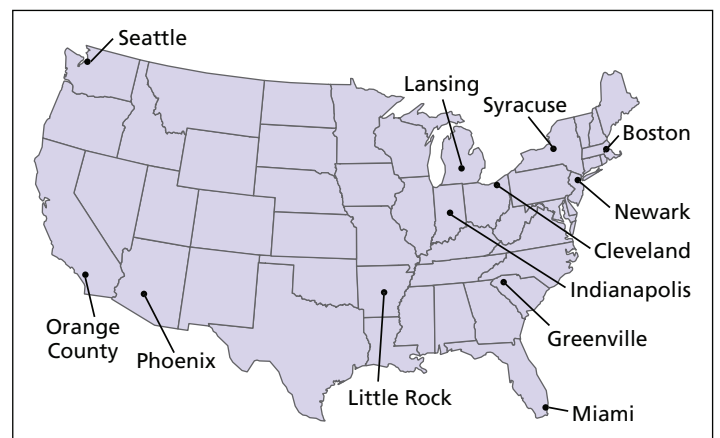 Seattle
Lansing
Syracuse
Boston
Newark
Cleveland
Indianapolis
Greenville
Orange
County
Phoenix
Little Rock
Miami